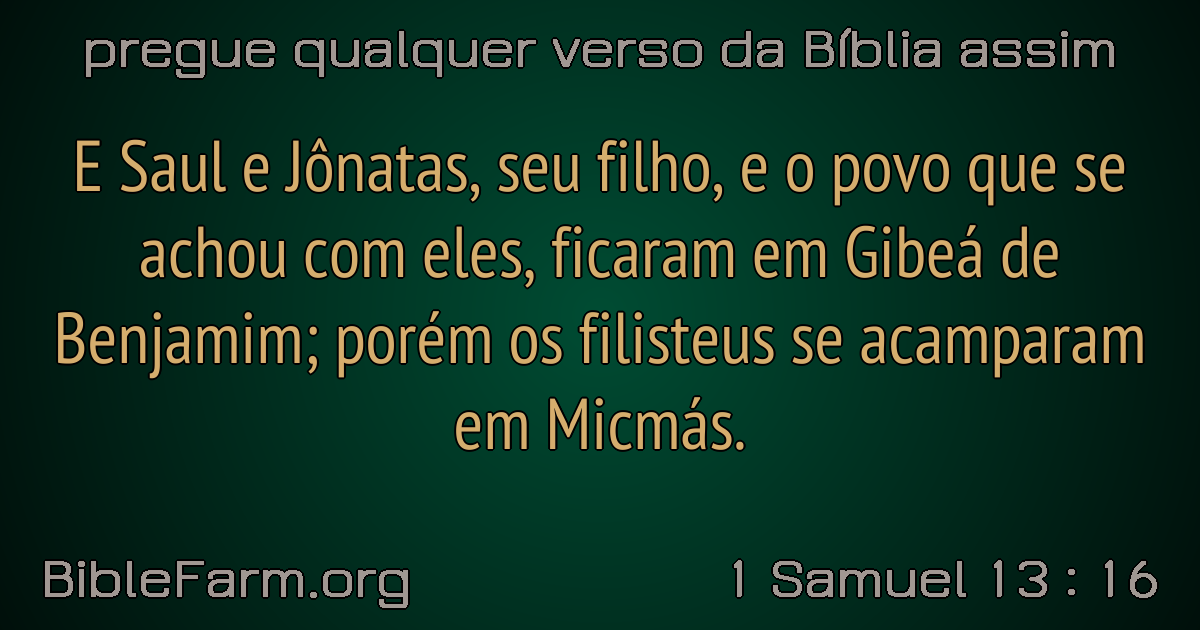 pregue qualquer verso da Bíblia assim
E Saul e Jônatas, seu filho, e o povo que se
achou com eles, ficaram em Gibeá de
Benjamim; porém os filisteus se acamparam
em Micmás.
BibleFarm.org
1 Samuel 13 : 16